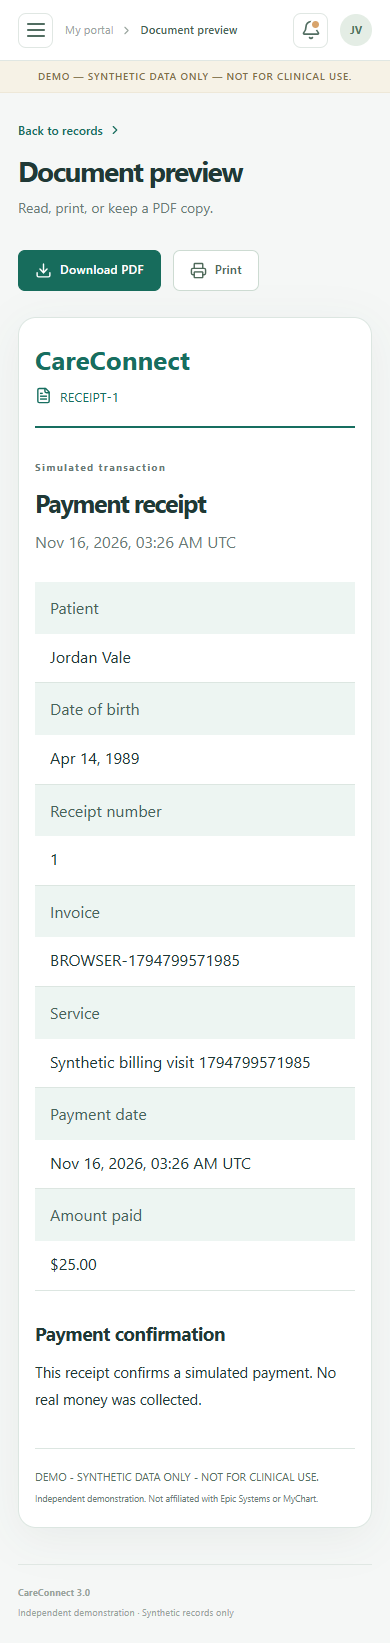 My portal > Document preview
JV
DEMO — SYNTHETIC DATA ONLY — NOT FOR CLINICAL USE.
Back to records >
Document preview
Read, print, or keep a PDF copy.
Download PDF
Print
CareConnect
RECEIPT-1
Simulated transaction
Payment receipt
Nov 16, 2026, 03:26 AM UTC
Patient
Jordan Vale
Date of birth
Apr 14, 1989
Receipt number
1
Invoice
BROWSER-1794799571985
Service
Synthetic billing visit 1794799571985
Payment date
Nov 16, 2026, 03:26 AM UTC
Amount paid
$25.00
Payment confirmation
This receipt confirms a simulated payment. No
real money was collected.
DEMO - SYNTHETIC DATA ONLY - NOT FOR CLINICAL USE.
Independent demonstration. Not affiliated with Epic Systems or MyChart.
CareConnect 3.0
Independent demonstration · Synthetic records only